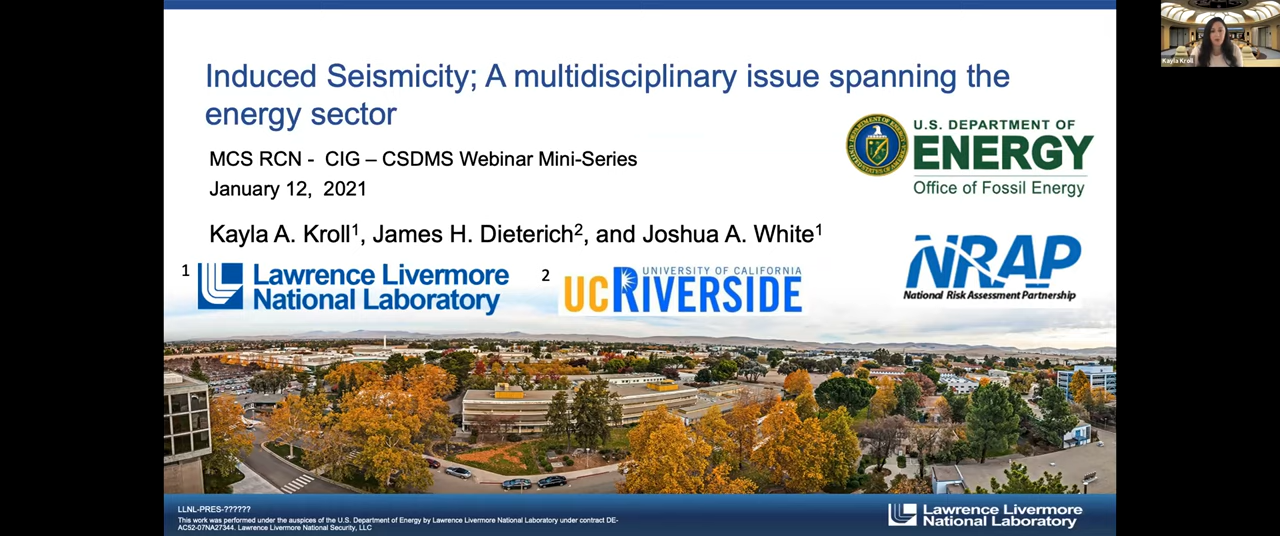 Induced Seismicity; A multidisciplinary issue spanning the
energy sector
MCS RCN - CIG – CSDMS Webinar Mini-Series
January 12, 2021
Kayla A. Kroll1, James H. Dieterich2, and Joshua A. White1
1
Lawrence Livermore
National Laboratory
2
UNIVERSITY OF CALIFORNIA
UCRIVERSIDE
U.S. DEPARTMENT OF
ENERGY
Office of Fossil Energy
NRAP
National Risk Assessment Partnership
LLNL-PRES-??????
This work was performed under the auspices of the U.S. Department of Energy by Lawrence Livermore National Laboratory under contract DE-
AC52-07NA27344. Lawrence Livermore National Security, LLC
Lawrence Livermore
National Laboratory
Kayla Kroll